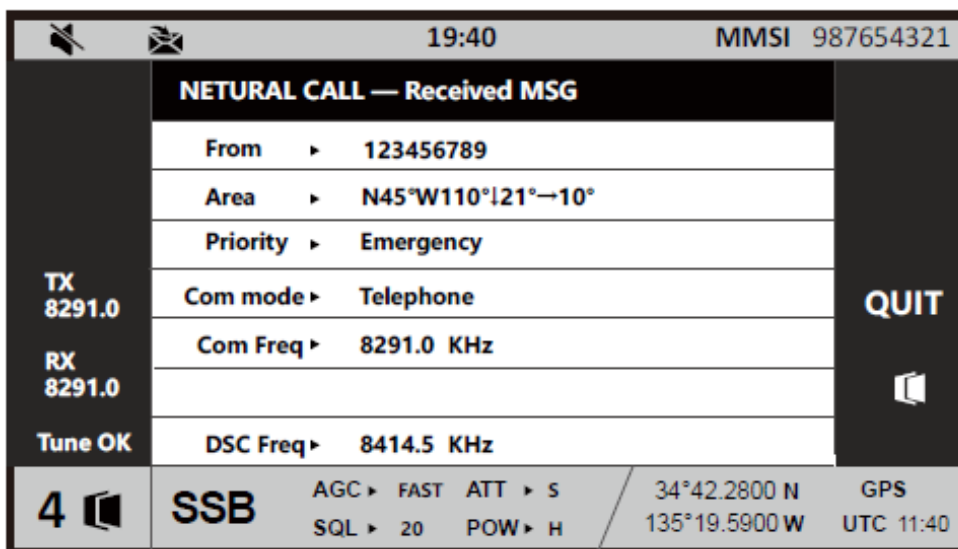 19:40 MMSI 987654321
NETURAL CALL — Received MSG
From ▸ 123456789
Area ▸ N45°W110°↓21°→10°
Priority ▸ Emergency
TX
8291.0
Com mode ▸ Telephone
QUIT
Com Freq ▸ 8291.0 KHz
RX
8291.0
Tune OK
DSC Freq ▸ 8414.5 KHz
4
SSB
AGC ▸ FAST ATT ▸ S
SQL ▸ 20 POW ▸ H
34°42.2800 N
135°19.5900 W
GPS
UTC 11:40